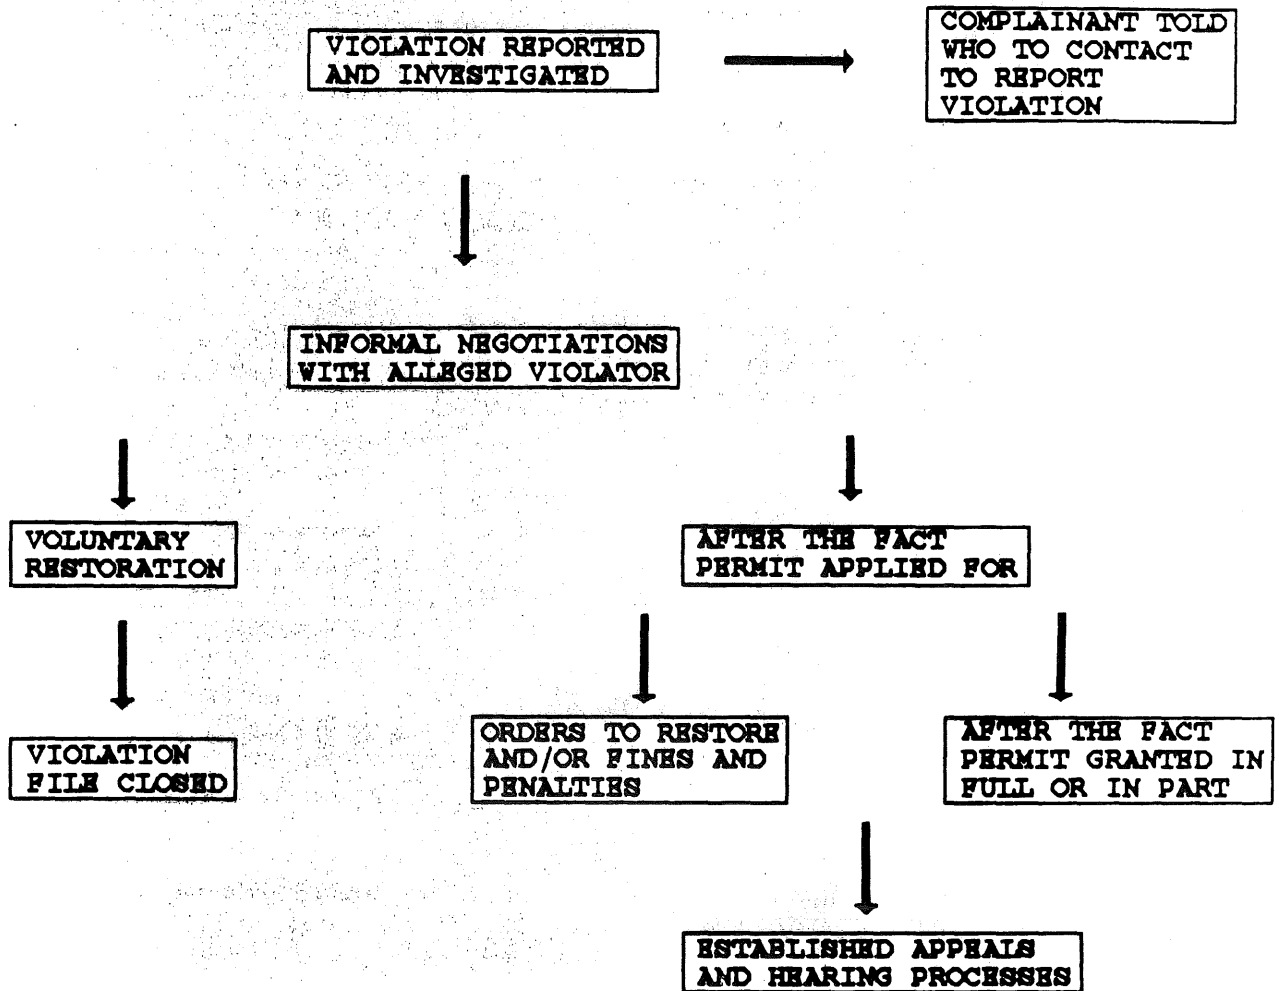 VIOLATION REPORTED
AND INVESTIGATED
COMPLAINANT TOLD
WHO TO CONTACT
TO REPORT
VIOLATION
INFORMAL NEGOTIATIONS
WITH ALLEGED VIOLATOR
VOLUNTARY
RESTORATION
AFTER THE FACT
PERMIT APPLIED FOR
VIOLATION
FILE CLOSED
ORDERS TO RESTORE
AND/OR FINES AND
PENALTIES
AFTER THE FACT
PERMIT GRANTED IN
FULL OR IN PART
ESTABLISHED APPEALS
AND HEARING PROCESSES